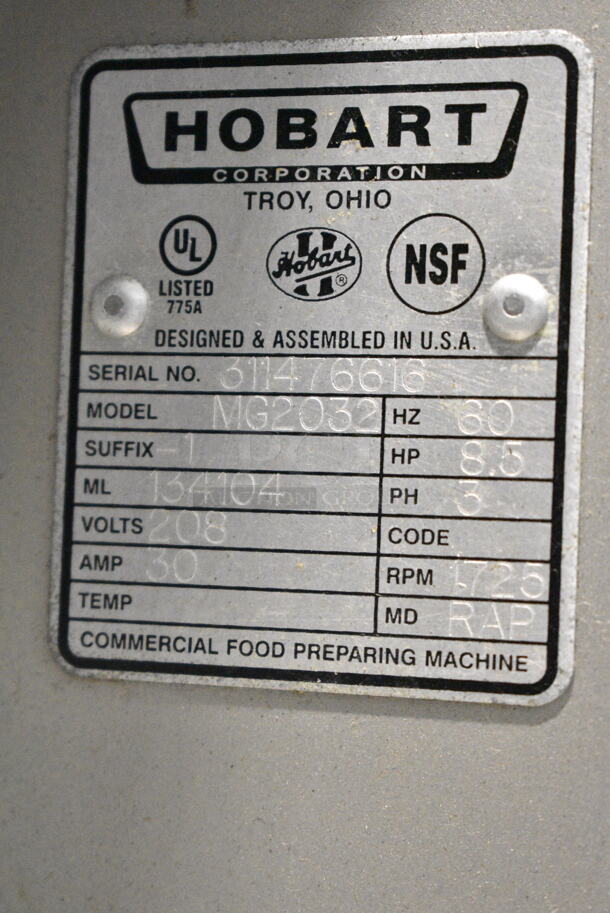 HOBART
CORPORATION
TROY, OHIO
UL
LISTED
775A
Hobart
H
®
NSF
DESIGNED & ASSEMBLED IN U.S.A.
SERIAL NO. 311476616
MODEL MG2032 HZ 60
SUFFIX -1 HP 8.5
ML 134104 PH 3
VOLTS 208 CODE
AMP 30 RPM 1725
TEMP MD RAP
COMMERCIAL FOOD PREPARING MACHINE